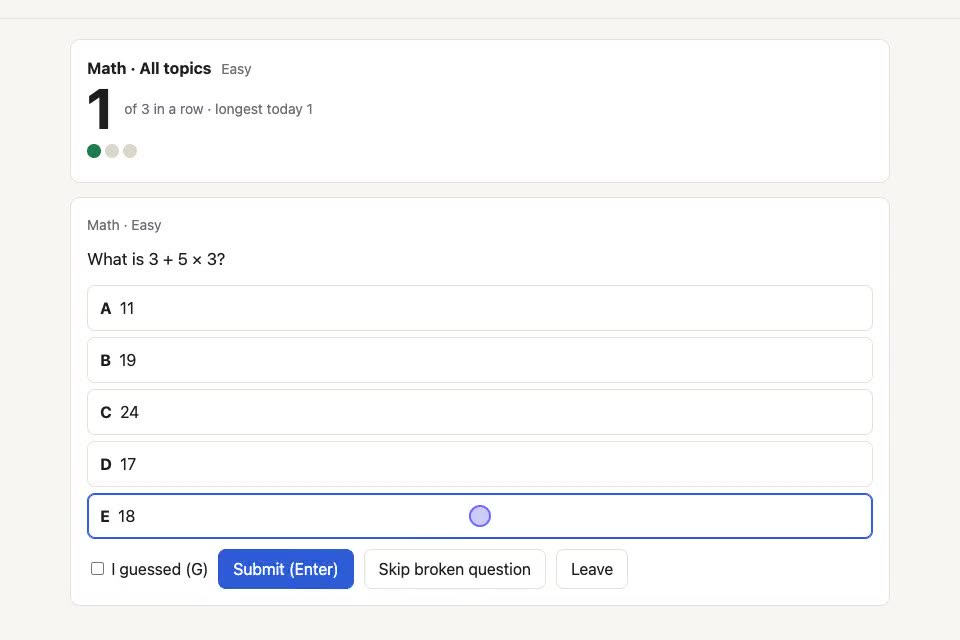 Math · All topics Easy
1 of 3 in a row · longest today 1
Math · Easy
What is 3 + 5 × 3?
A 11
B 19
C 24
D 17
E 18
I guessed (G) Submit (Enter) Skip broken question Leave